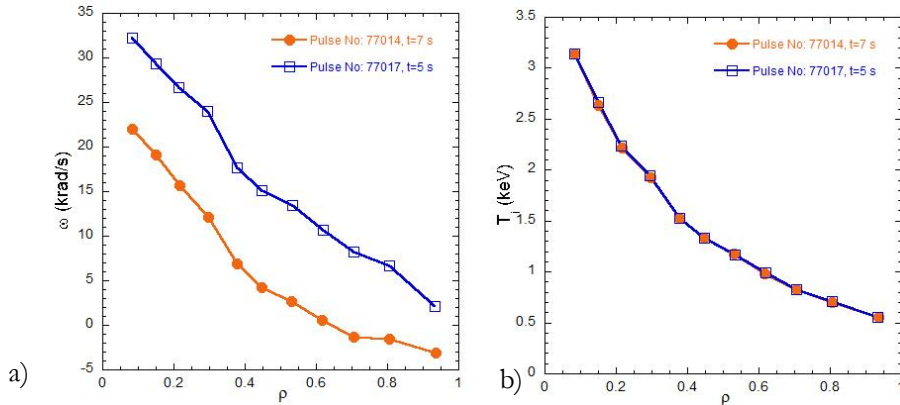 35
30
25
20
15
10
5
0
-5
ω (krad/s)
Pulse No: 77014, t=7 s
Pulse No: 77017, t=5 s
0 0.2 0.4 0.6 0.8 1
ρ
a)
3.5
3
2.5
2
1.5
1
0.5
0
T_i (keV)
Pulse No: 77014, t=7 s
Pulse No: 77017, t=5 s
0 0.2 0.4 0.6 0.8 1
ρ
b)